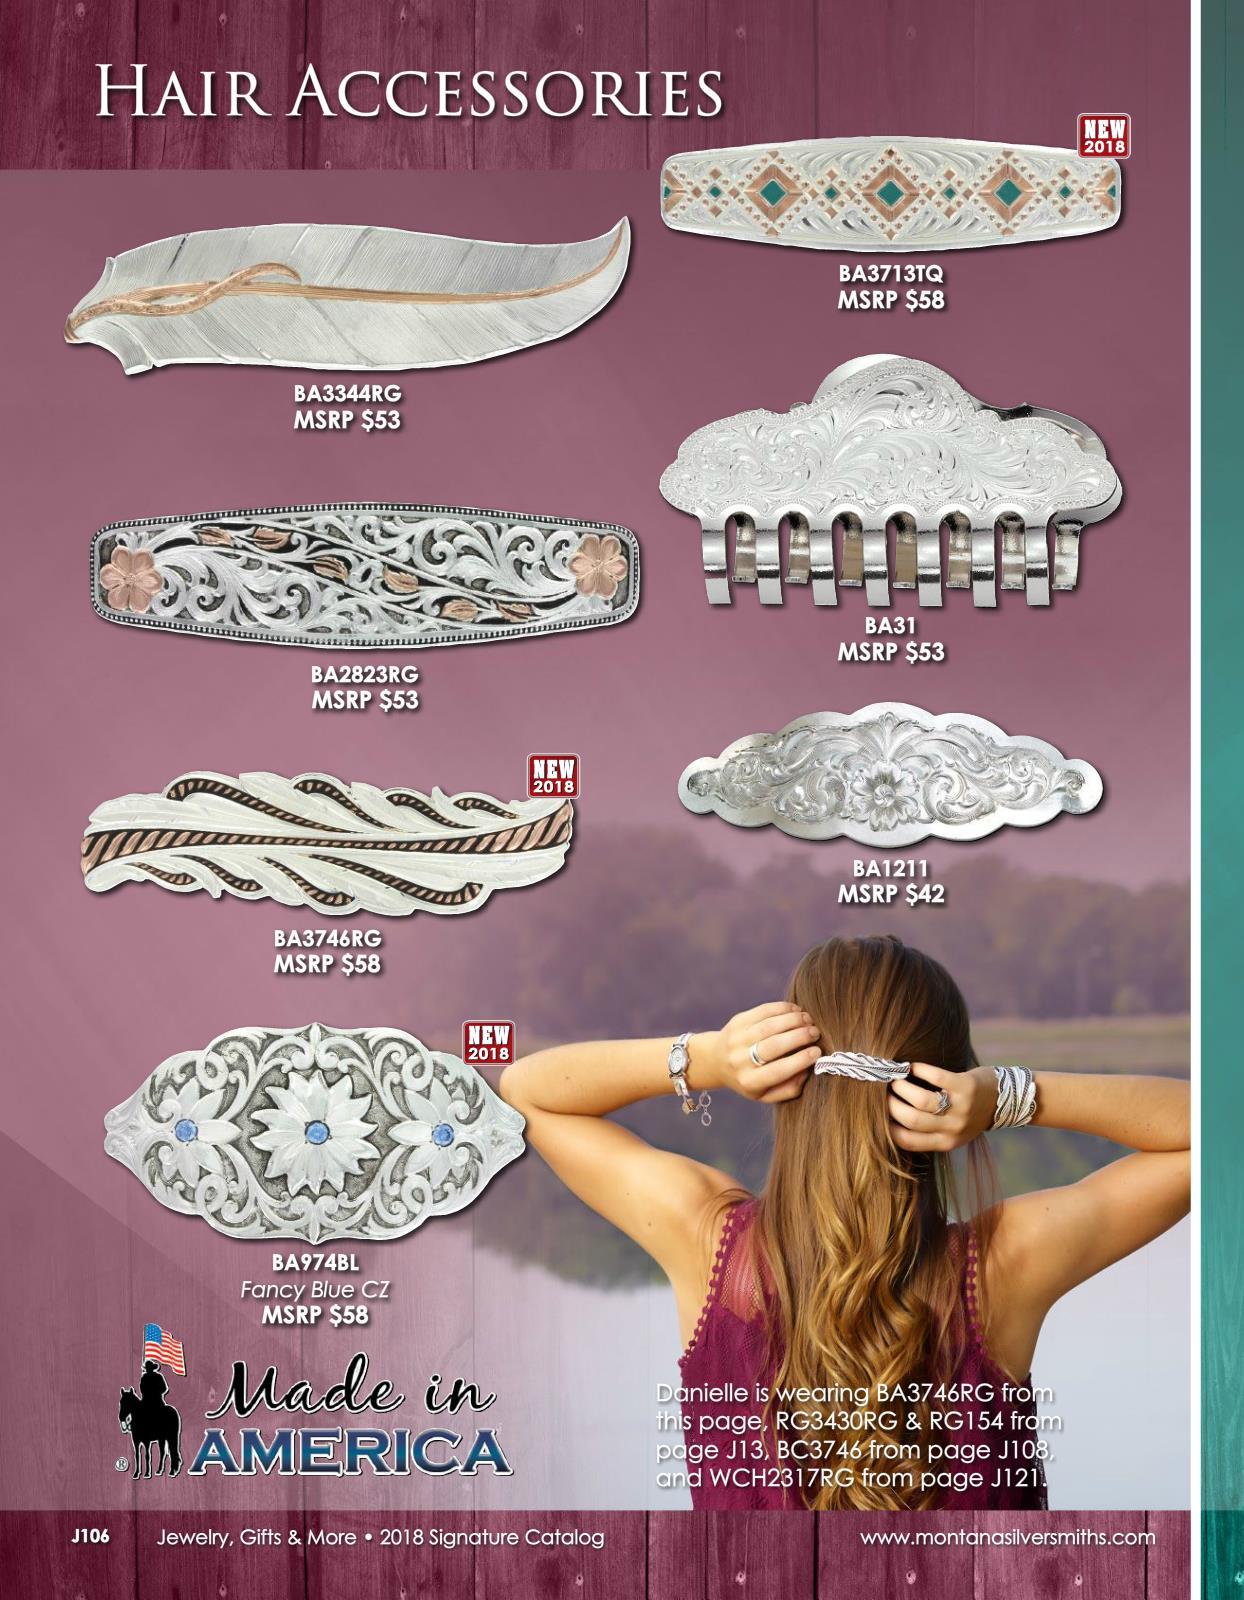 HAIR ACCESSORIES
NEW
2018
BA3713TQ
MSRP $58
BA3344RG
MSRP $53
BA31
MSRP $53
BA2823RG
MSRP $53
BA1211
MSRP $42
NEW
2018
BA3746RG
MSRP $58
NEW
2018
BA974BL
Fancy Blue CZ
MSRP $58
Made in
AMERICA
®
Danielle is wearing BA3746RG from
this page, RG3430RG & RG154 from
page J13, BC3746 from page J108,
and WCH2317RG from page J121.
J106 Jewelry, Gifts & More • 2018 Signature Catalog www.montanasilversmiths.com